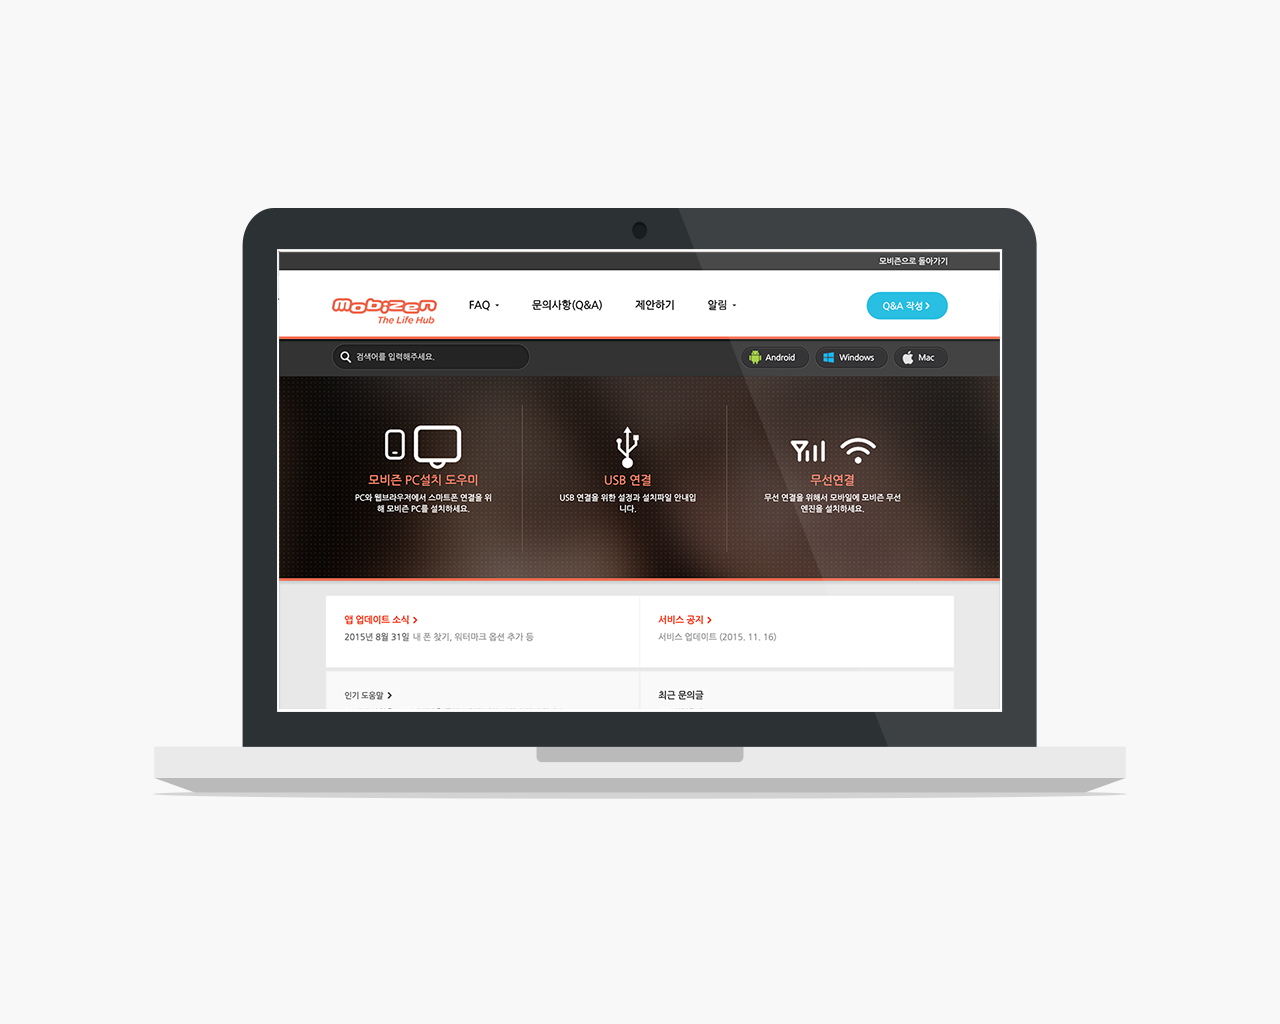 모비즌으로 돌아가기
mobizen
The Life Hub
FAQ
문의사항(Q&A)
제안하기
알림
Q&A 작성 >
검색어를 입력해주세요.
Android
Windows
Mac
모비즌 PC설치 도우미
PC와 웹브라우저에서 스마트폰 연결을 위
해 모비즌 PC를 설치하세요.
USB 연결
USB 연결을 위한 설정과 설치파일 안내입
니다.
무선연결
무선 연결을 위해서 모바일에 모비즌 무선
엔진을 설치하세요.
앱 업데이트 소식 >
2015년 8월 31일 내 폰 찾기, 워터마크 옵션 추가 등
서비스 공지 >
서비스 업데이트 (2015. 11. 16)
인기 도움말 >
최근 문의글